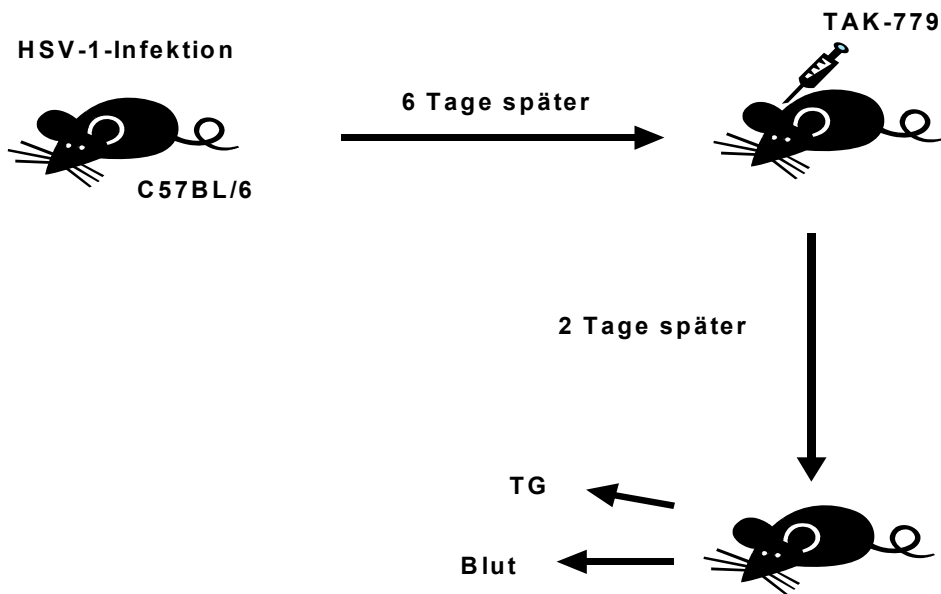 TAK-779
HSV-1-Infektion
6 Tage später
C57BL/6
2 Tage später
TG
Blut